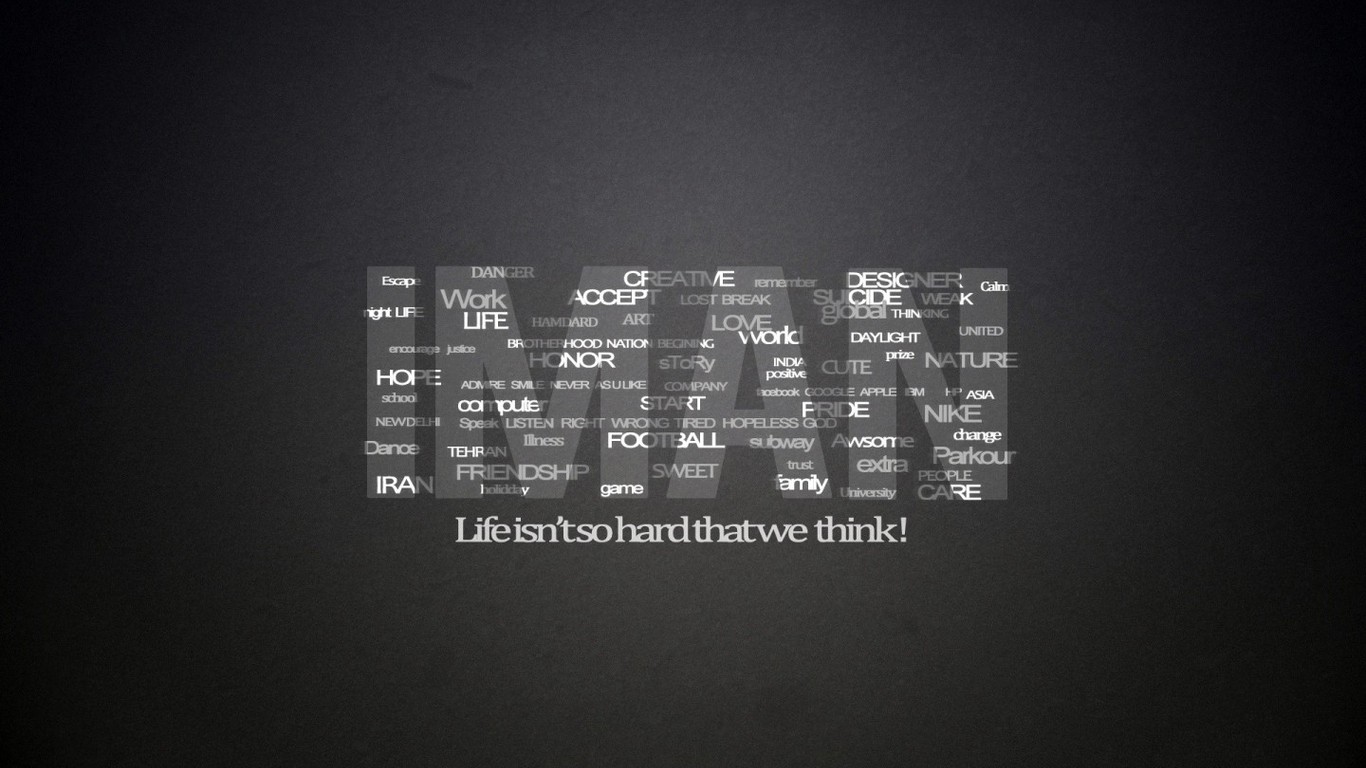 IMAN
Escape DANGER CREATIVE remember DESIGNER Calm
Work ACCEPT LOST BREAK SUICIDE WEAK
night LIFE LIFE HAMDARD ART LOVE global THINKING
BROTHERHOOD NATION BEGINING world DAYLIGHT UNITED
encourage justice HONOR sToRy INDIA CUTE prize NATURE
HOPE positive
school ADMIRE SMILE NEVER AS U LIKE COMPANY facebook GOOGLE APPLE IBM HP ASIA
computer START PRIDE NIKE
NEW DELHI Speak LISTEN RIGHT WRONG TIRED HOPELESS GOD
Dance Illness FOOTBALL subway Awsome change
TEHRAN trust extra Parkour
FRIENDSHIP SWEET PEOPLE
IRAN holidday game family University CARE
Life isn't so hard that we think !